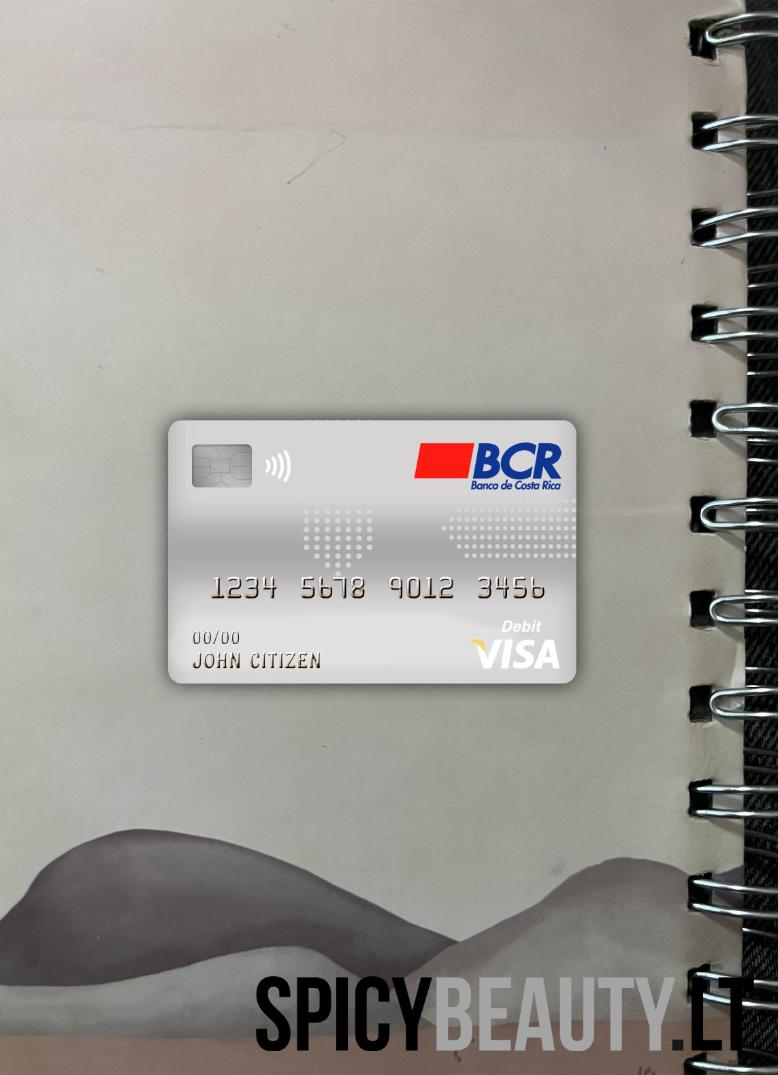 BCR
Banco de Costa Rica
1234 5678 9012 3456
00/00
JOHN CITIZEN
Debit
VISA
SPICYBEAUTY.LT